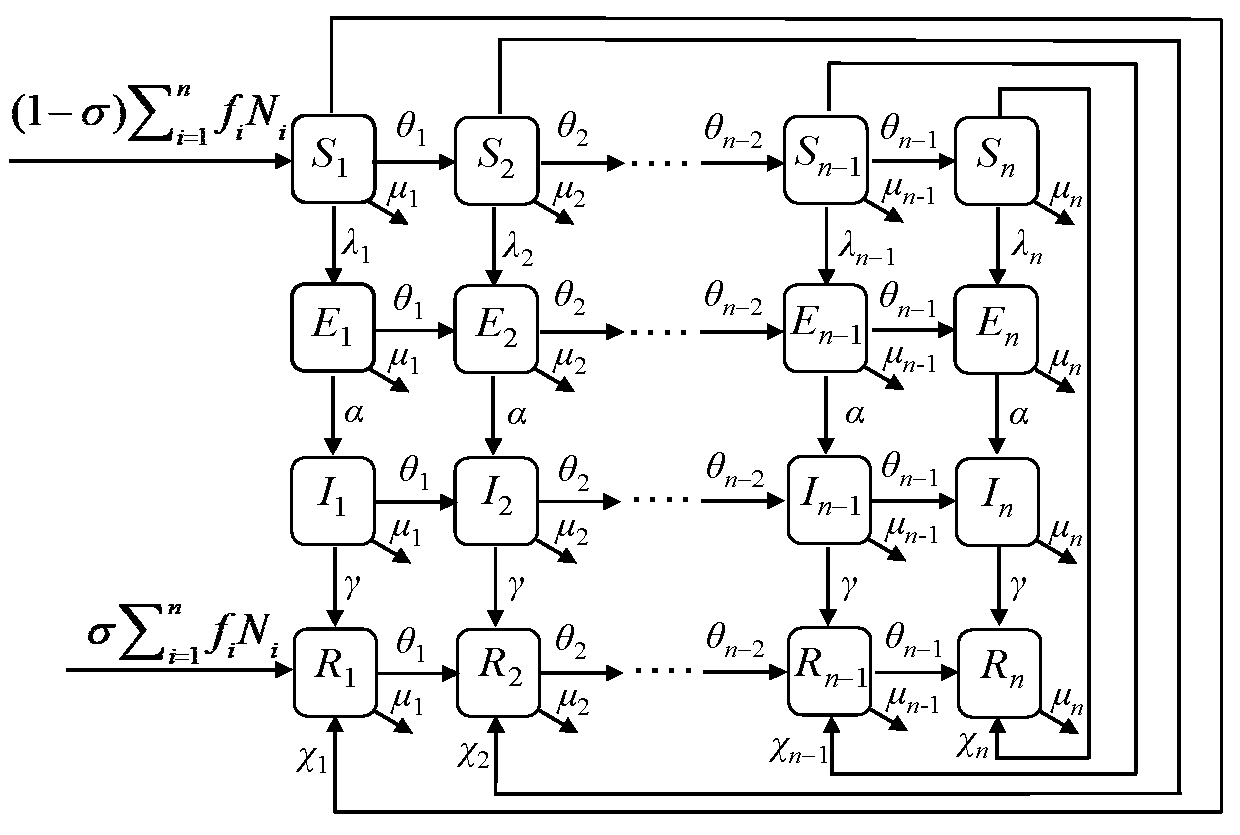 (1−σ)∑ⁿᵢ₌₁ fᵢNᵢ
S₁ θ₁ S₂ θ₂ ···· θₙ₋₂ Sₙ₋₁ θₙ₋₁ Sₙ
μ₁ μ₂ μₙ₋₁ μₙ
λ₁ λ₂ λₙ₋₁ λₙ
E₁ θ₁ E₂ θ₂ ···· θₙ₋₂ Eₙ₋₁ θₙ₋₁ Eₙ
μ₁ μ₂ μₙ₋₁ μₙ
α α α α
I₁ θ₁ I₂ θ₂ ···· θₙ₋₂ Iₙ₋₁ θₙ₋₁ Iₙ
μ₁ μ₂ μₙ₋₁ μₙ
γ γ γ γ
σ∑ⁿᵢ₌₁ fᵢNᵢ
R₁ θ₁ R₂ θ₂ ···· θₙ₋₂ Rₙ₋₁ θₙ₋₁ Rₙ
μ₁ μ₂ μₙ₋₁ μₙ
χ₁ χ₂ χₙ₋₁ χₙ